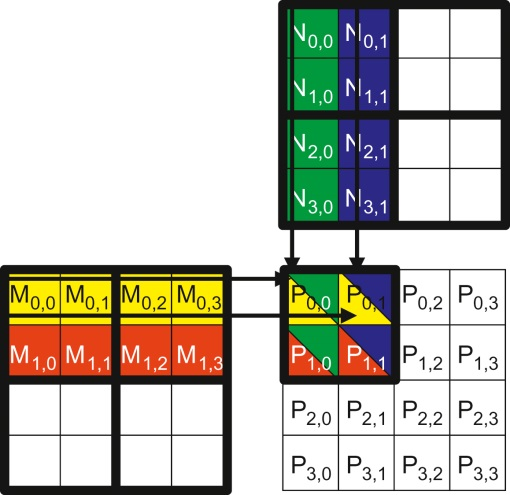 N0,0 N0,1
N1,0 N1,1
N2,0 N2,1
N3,0 N3,1
M0,0 M0,1 M0,2 M0,3
M1,0 M1,1 M1,2 M1,3
P0,0 P0,1 P0,2 P0,3
P1,0 P1,1 P1,2 P1,3
P2,0 P2,1 P2,2 P2,3
P3,0 P3,1 P3,2 P3,3